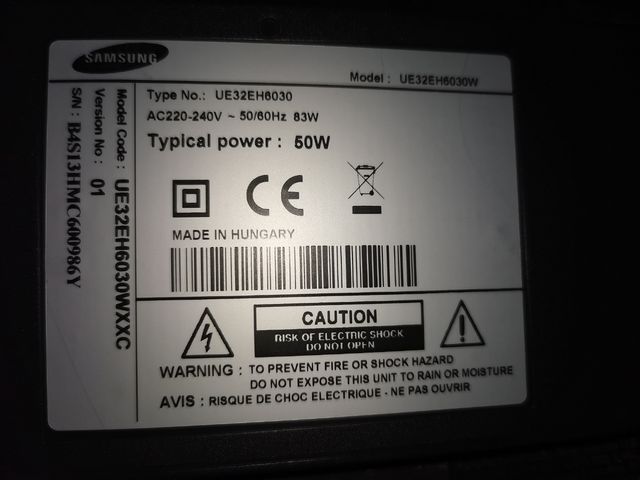 SAMSUNG
Model : UE32EH6030W
Type No.: UE32EH6030
AC220-240V ~ 50/60Hz 83W
Typical power : 50W
CE
MADE IN HUNGARY
CAUTION
RISK OF ELECTRIC SHOCK
DO NOT OPEN
WARNING : TO PREVENT FIRE OR SHOCK HAZARD
DO NOT EXPOSE THIS UNIT TO RAIN OR MOISTURE
AVIS : RISQUE DE CHOC ELECTRIQUE - NE PAS OUVRIR
Model Code : UE32EH6030WXXC
Version No : 01
S/N : B4S13HMC600986Y